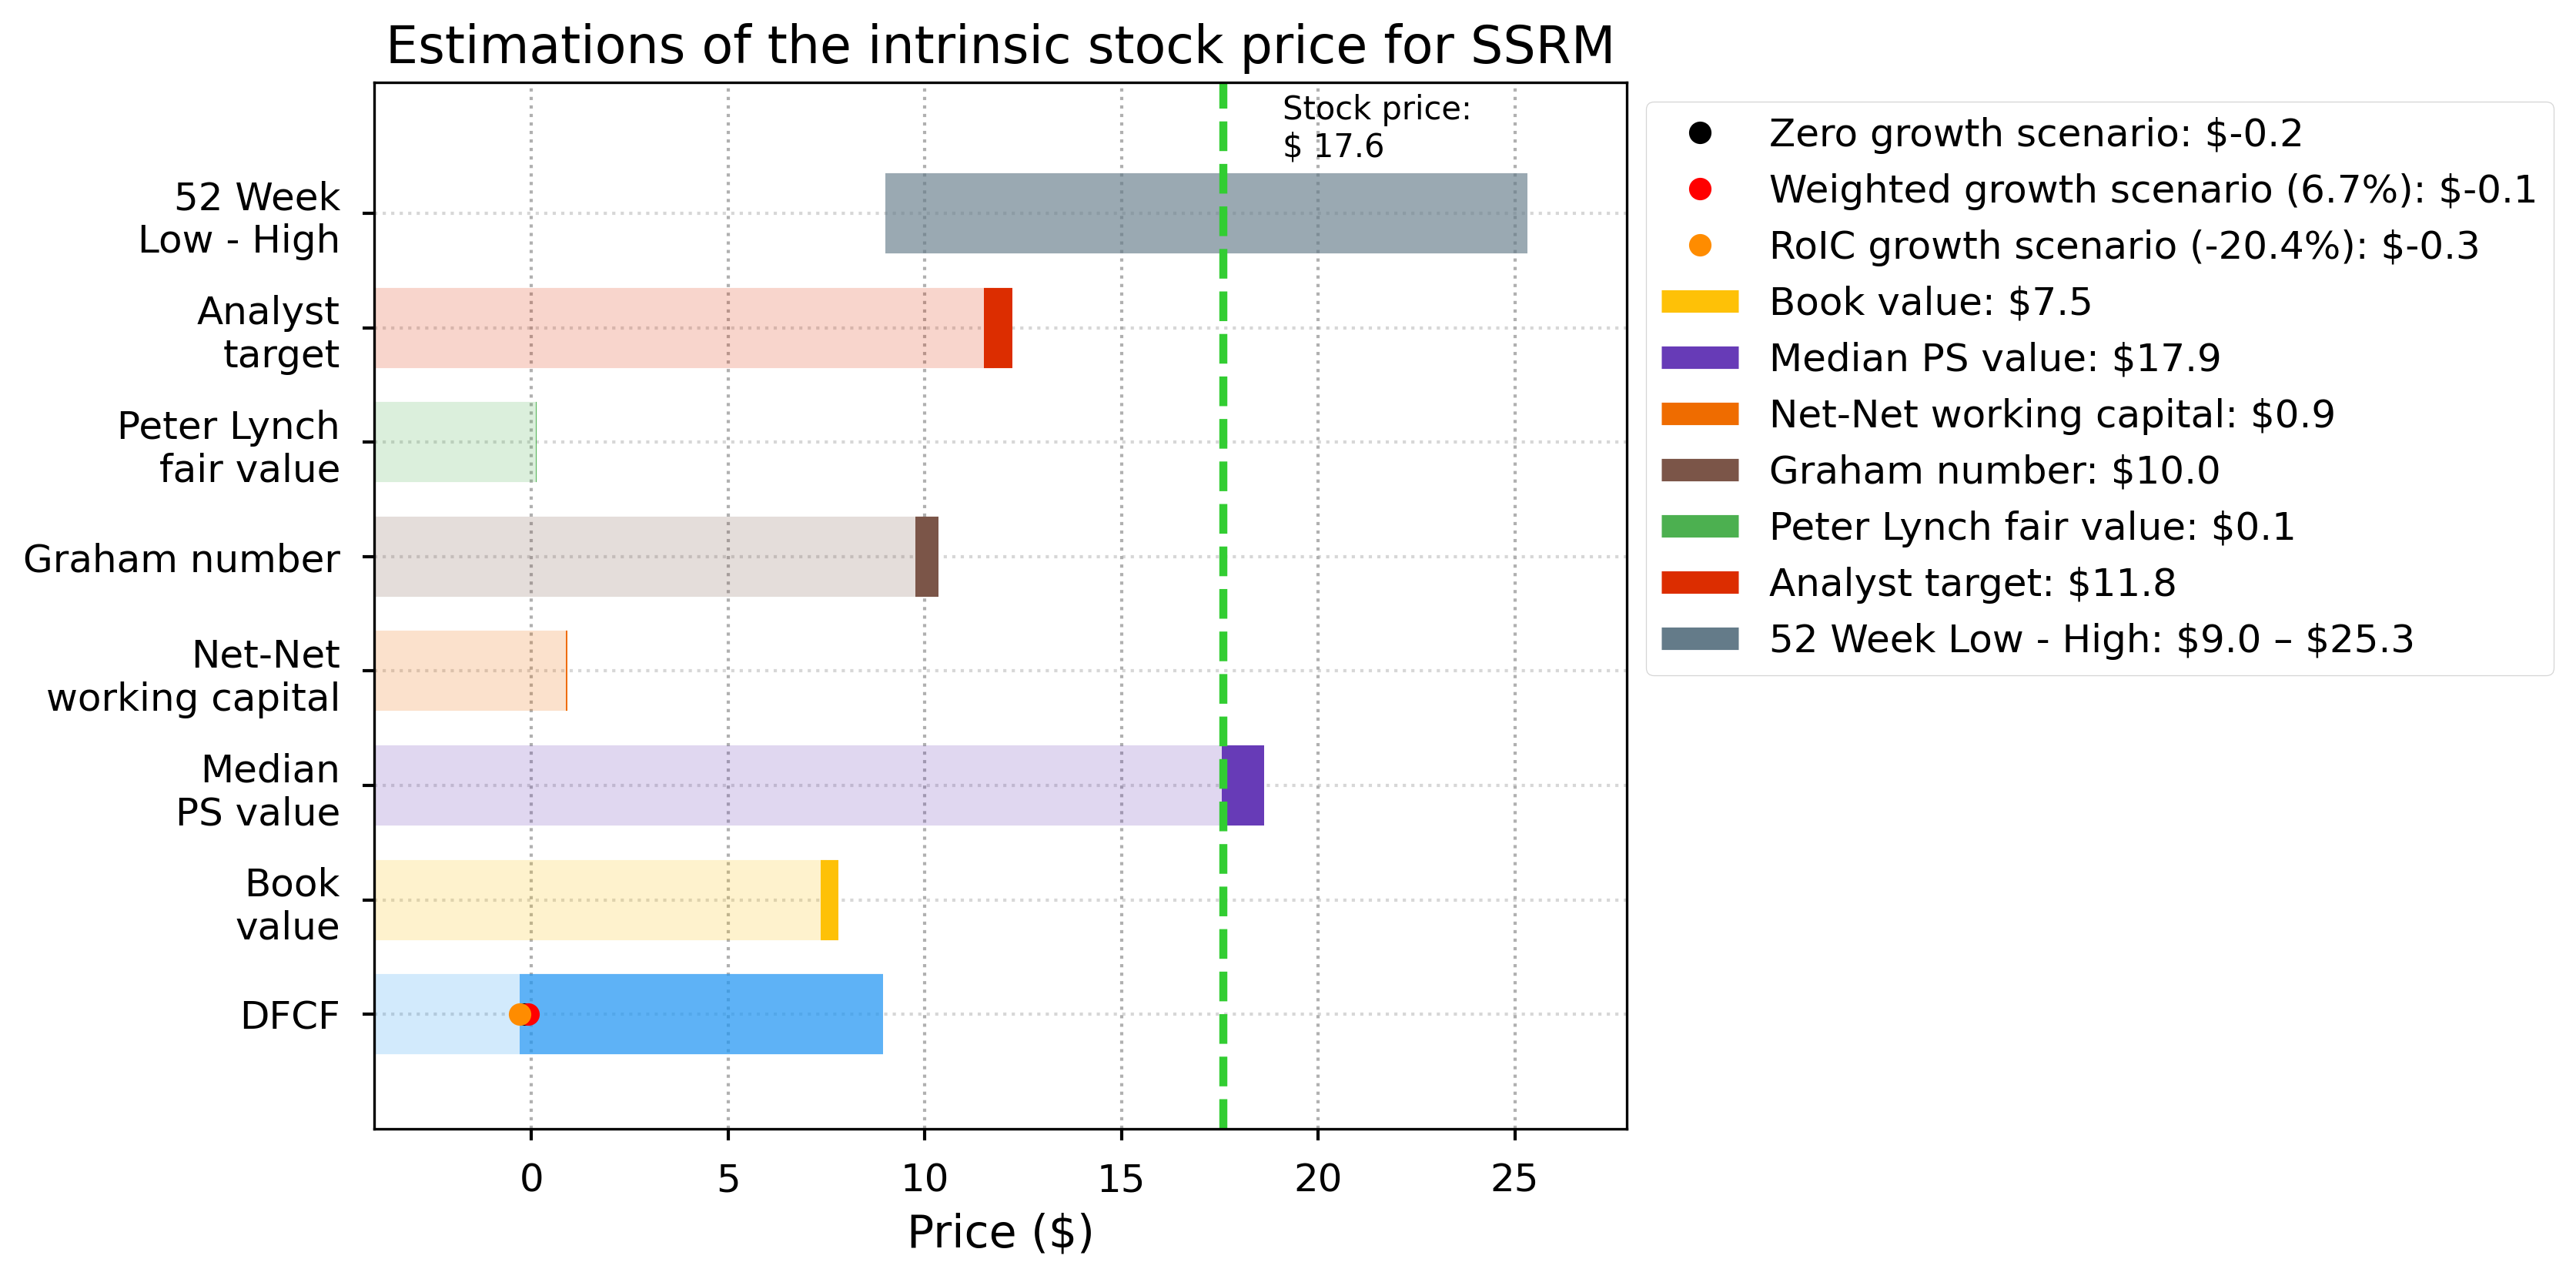 Estimations of the intrinsic stock price for SSRM
Stock price:
$ 17.6
52 Week
Low - High
Analyst
target
Peter Lynch
fair value
Graham number
Net-Net
working capital
Median
PS value
Book
value
DFCF
0
5
10
15
20
25
Price ($)
Zero growth scenario: $-0.2
Weighted growth scenario (6.7%): $-0.1
RoIC growth scenario (-20.4%): $-0.3
Book value: $7.5
Median PS value: $17.9
Net-Net working capital: $0.9
Graham number: $10.0
Peter Lynch fair value: $0.1
Analyst target: $11.8
52 Week Low - High: $9.0 – $25.3